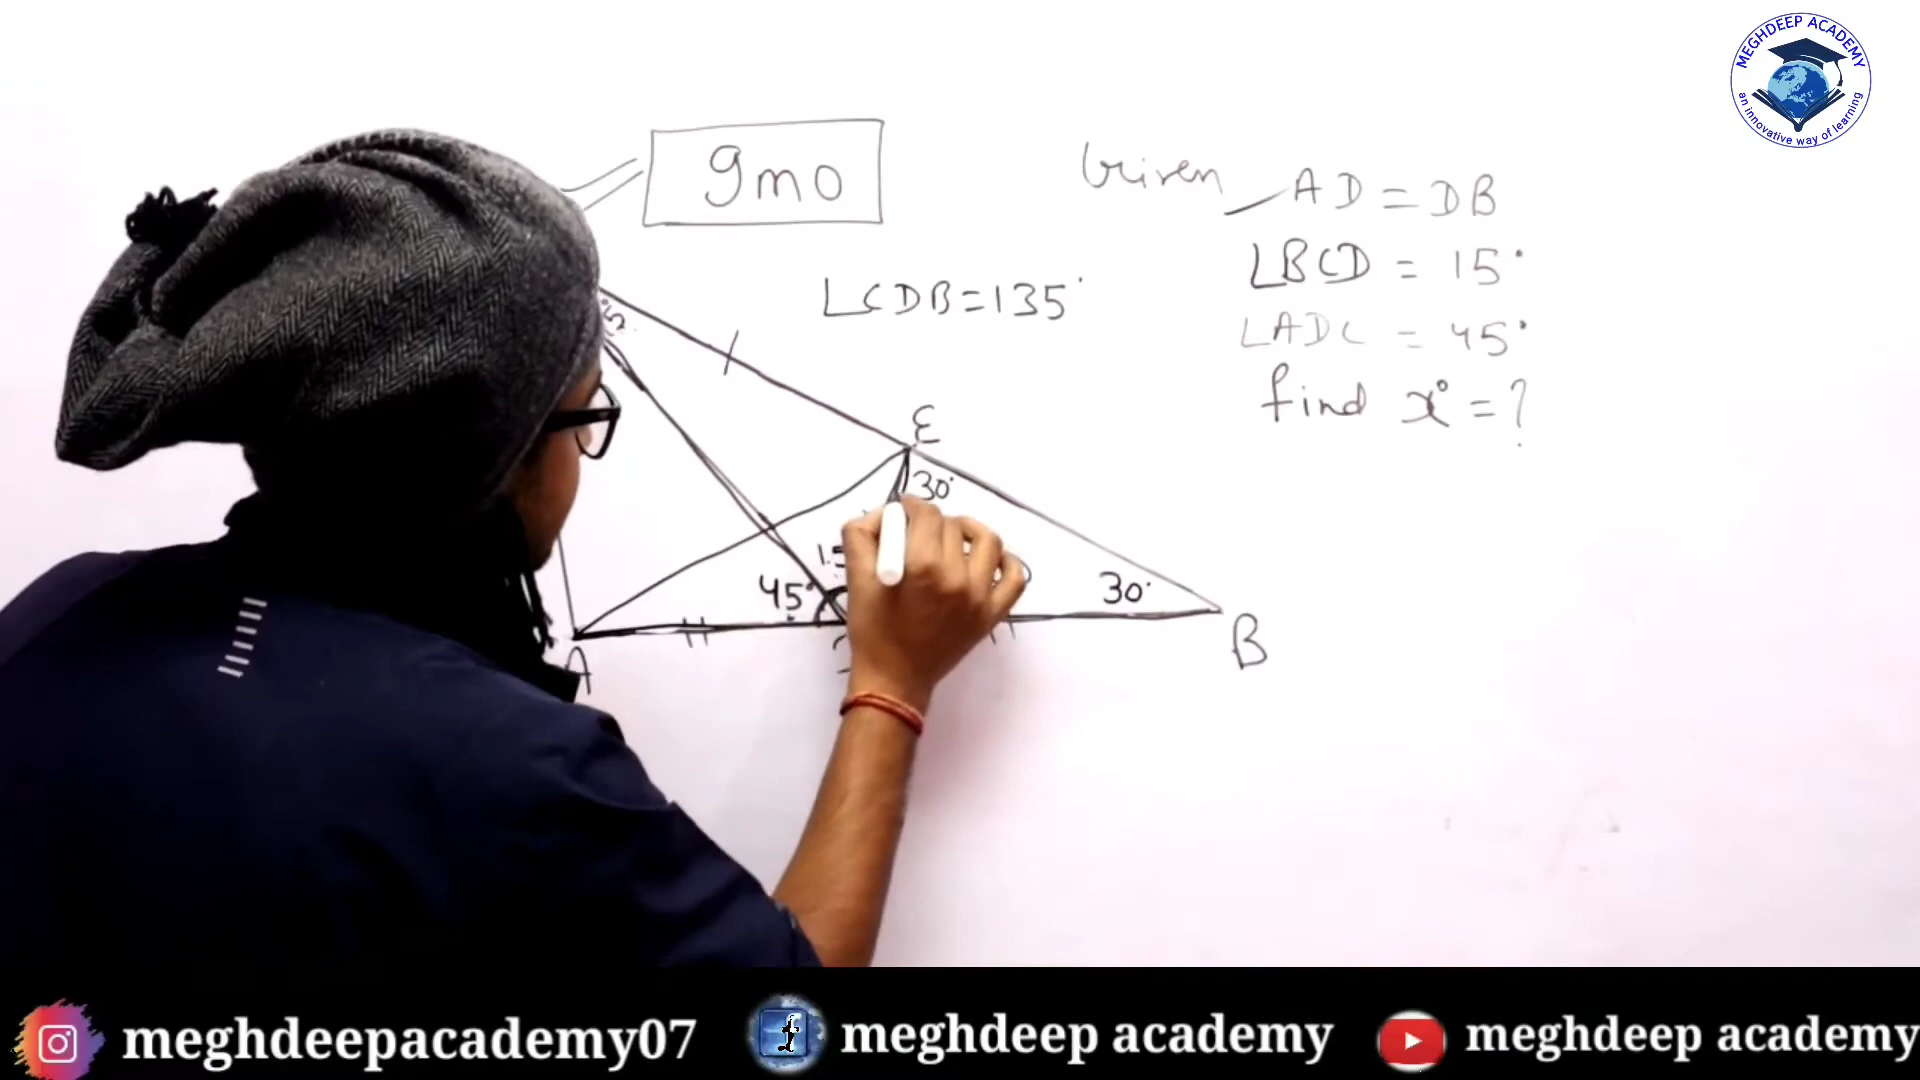 MEGHDEEP ACADEMY
an innovative way of learning
gmo
Given AD = DB
∠BCD = 15°
∠CDB = 135°
∠ADC = 45°
find x° = ?
E
30°
45°
30°
A
B
meghdeepacademy07
meghdeep academy
meghdeep academy